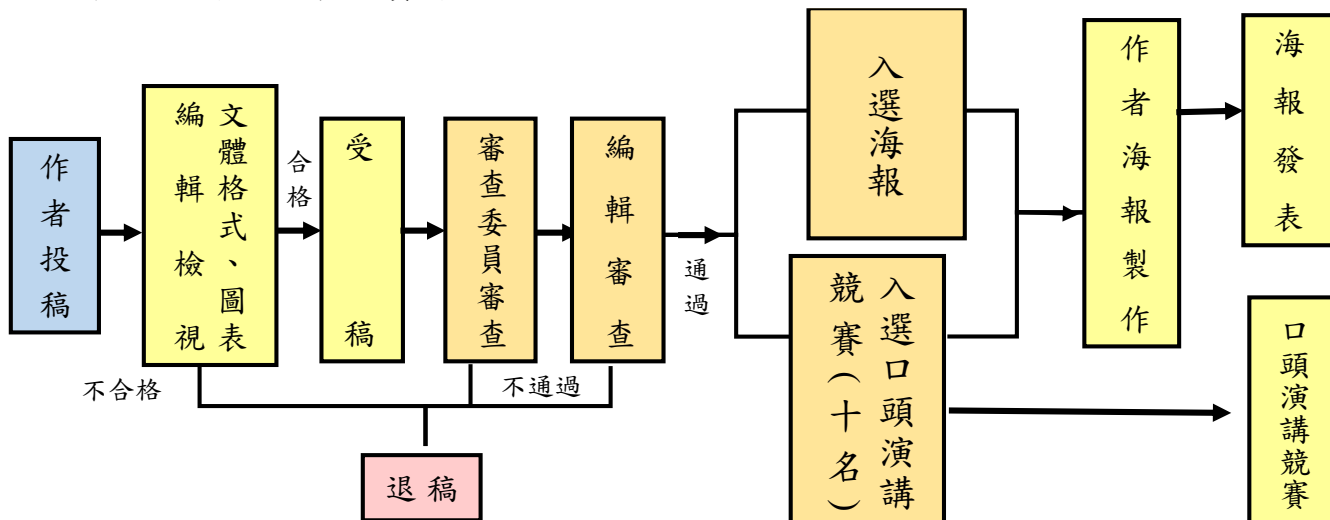 作者投稿
文體格式、圖表
編輯檢視
合格
不合格
受稿
審查委員審查
編輯審查
不通過
退稿
通過
入選海報
入選口頭演講
競賽(十名)
作者海報製作
海報發表
口頭演講競賽